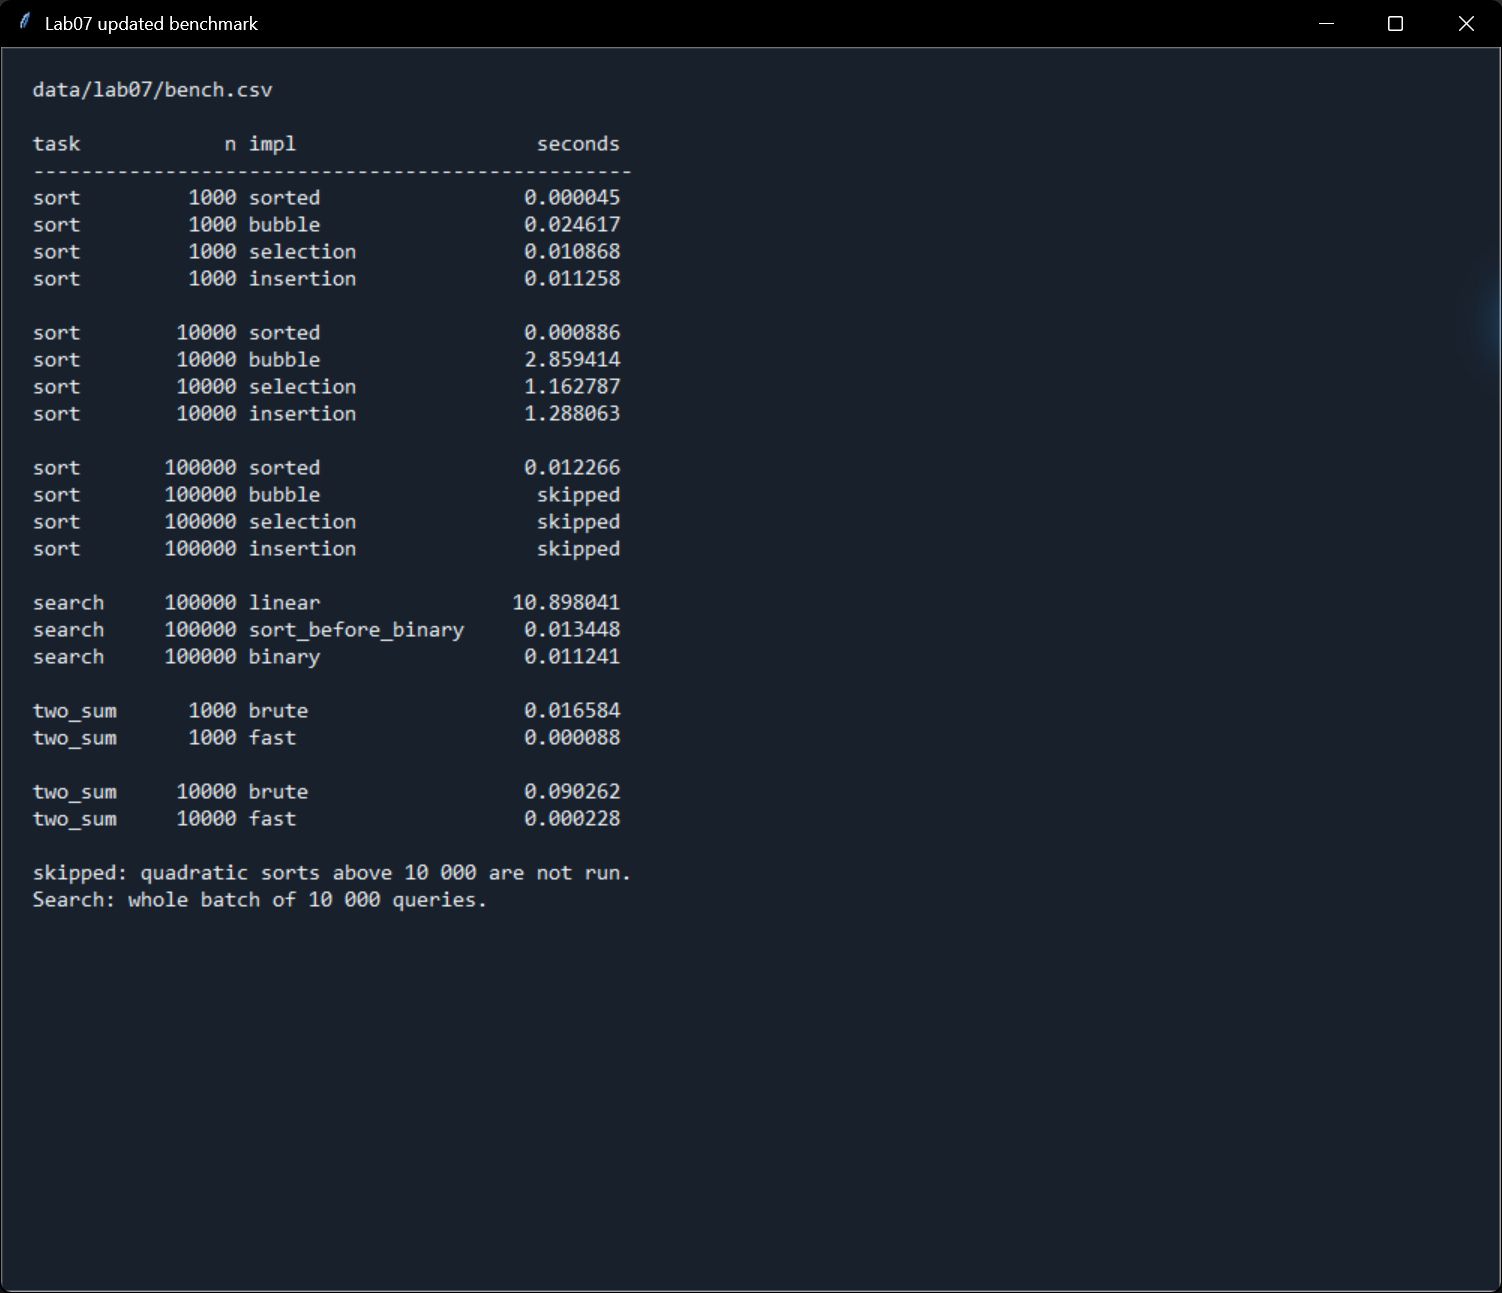 Lab07 updated benchmark
data/lab07/bench.csv
task            n impl                    seconds
--------------------------------------------------
sort         1000 sorted                 0.000045
sort         1000 bubble                 0.024617
sort         1000 selection              0.010868
sort         1000 insertion              0.011258
sort        10000 sorted                 0.000886
sort        10000 bubble                 2.859414
sort        10000 selection              1.162787
sort        10000 insertion              1.288063
sort       100000 sorted                 0.012266
sort       100000 bubble                  skipped
sort       100000 selection               skipped
sort       100000 insertion               skipped
search     100000 linear                10.898041
search     100000 sort_before_binary     0.013448
search     100000 binary                 0.011241
two_sum      1000 brute                  0.016584
two_sum      1000 fast                   0.000088
two_sum     10000 brute                  0.090262
two_sum     10000 fast                   0.000228
skipped: quadratic sorts above 10 000 are not run.
Search: whole batch of 10 000 queries.